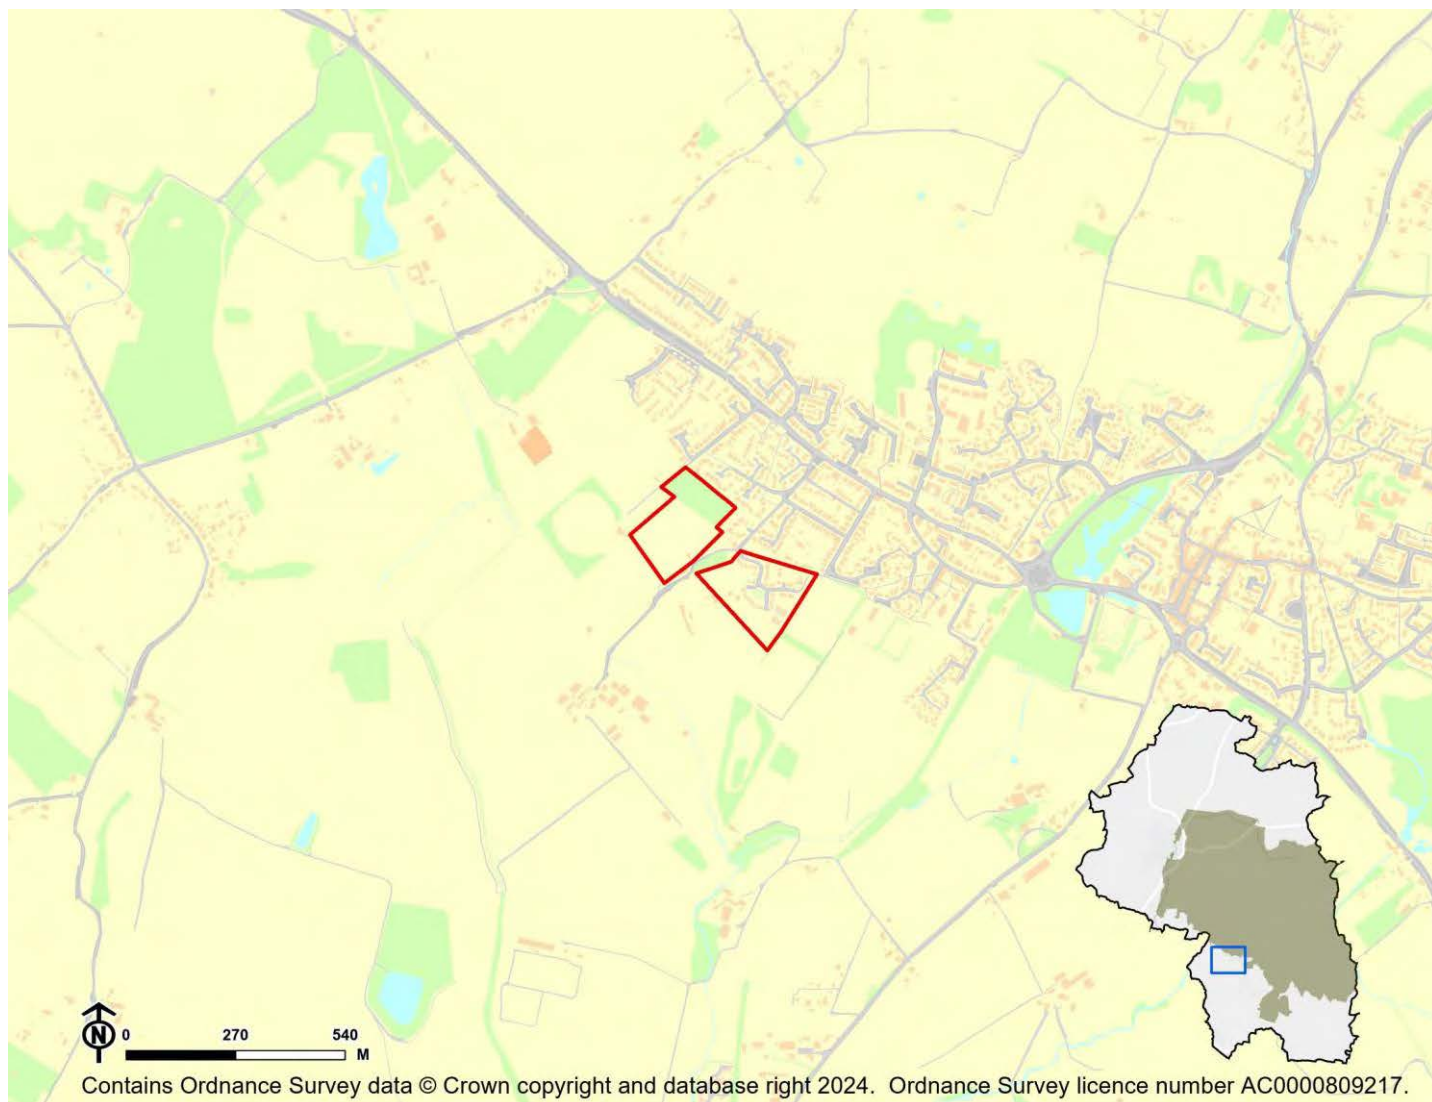 N
0 270 540
M
Contains Ordnance Survey data © Crown copyright and database right 2024. Ordnance Survey licence number AC0000809217.